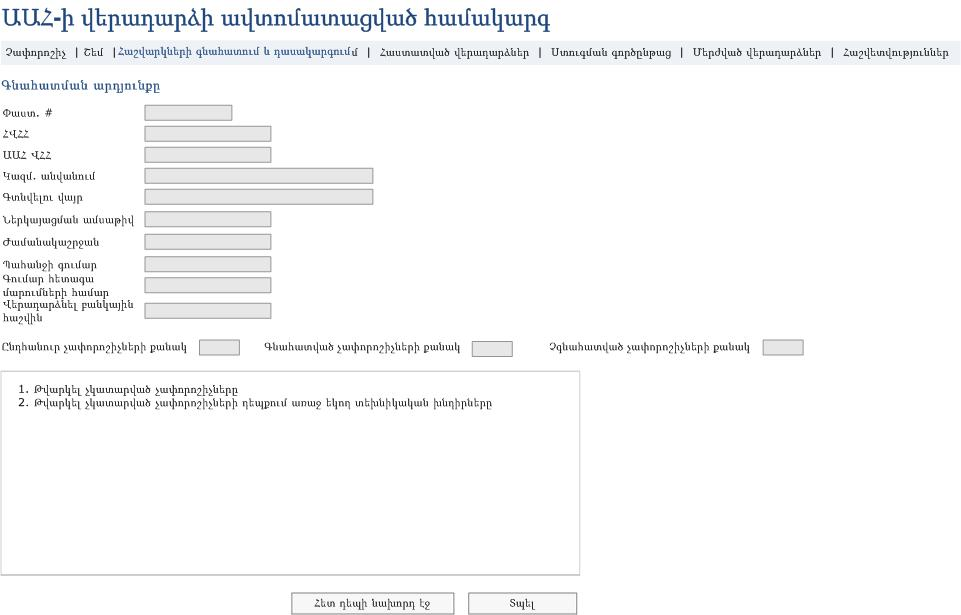 ԱԱՀ-ի վերադարձի ավտոմատացված համակարգ
Չափորոշիչ | Շեմ | Հաշվարկների գնահատում և դասակարգում | Հաստատված վերադարձներ | Ստուգման գործընթաց | Մերժված վերադարձներ | Հաշվետվություններ
Գնահատման արդյունքը
Փաստ. #
ՀՎՀՀ
ԱԱՀ ՎՀՀ
Կազմ. անվանում
Գտնվելու վայր
Ներկայացման ամսաթիվ
Ժամանակաշրջան
Պահանջի գումար
Գումար հետագա
մարումների համար
Վերադարձնել բանկային
հաշվին
Ընդհանուր չափորոշիչների քանակ Գնահատված չափորոշիչների քանակ Չգնահատված չափորոշիչների քանակ
1. Թվարկել չկատարված չափորոշիչները
2. Թվարկել չկատարված չափորոշիչների դեպքում առաջ եկող տեխնիկական խնդիրները
Հետ դեպի նախորդ էջ Տպել